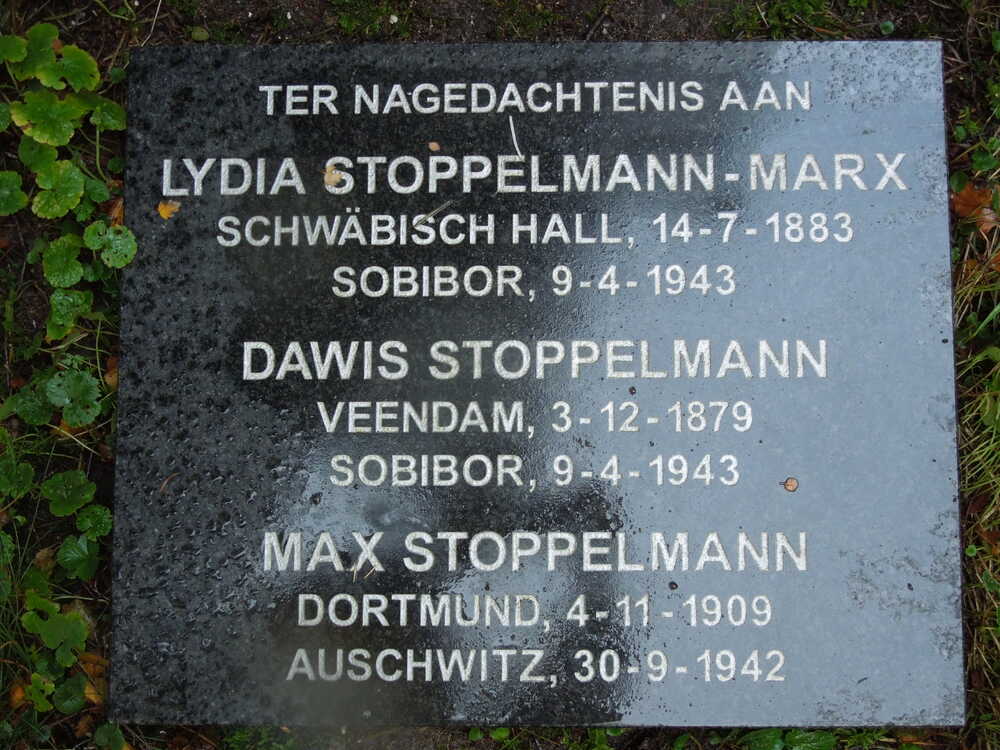 TER NAGEDACHTENIS AAN
LYDIA STOPPELMANN-MARX
SCHWÄBISCH HALL, 14-7-1883
SOBIBOR, 9-4-1943
DAWIS STOPPELMANN
VEENDAM, 3-12-1879
SOBIBOR, 9-4-1943
MAX STOPPELMANN
DORTMUND, 4-11-1909
AUSCHWITZ, 30-9-1942